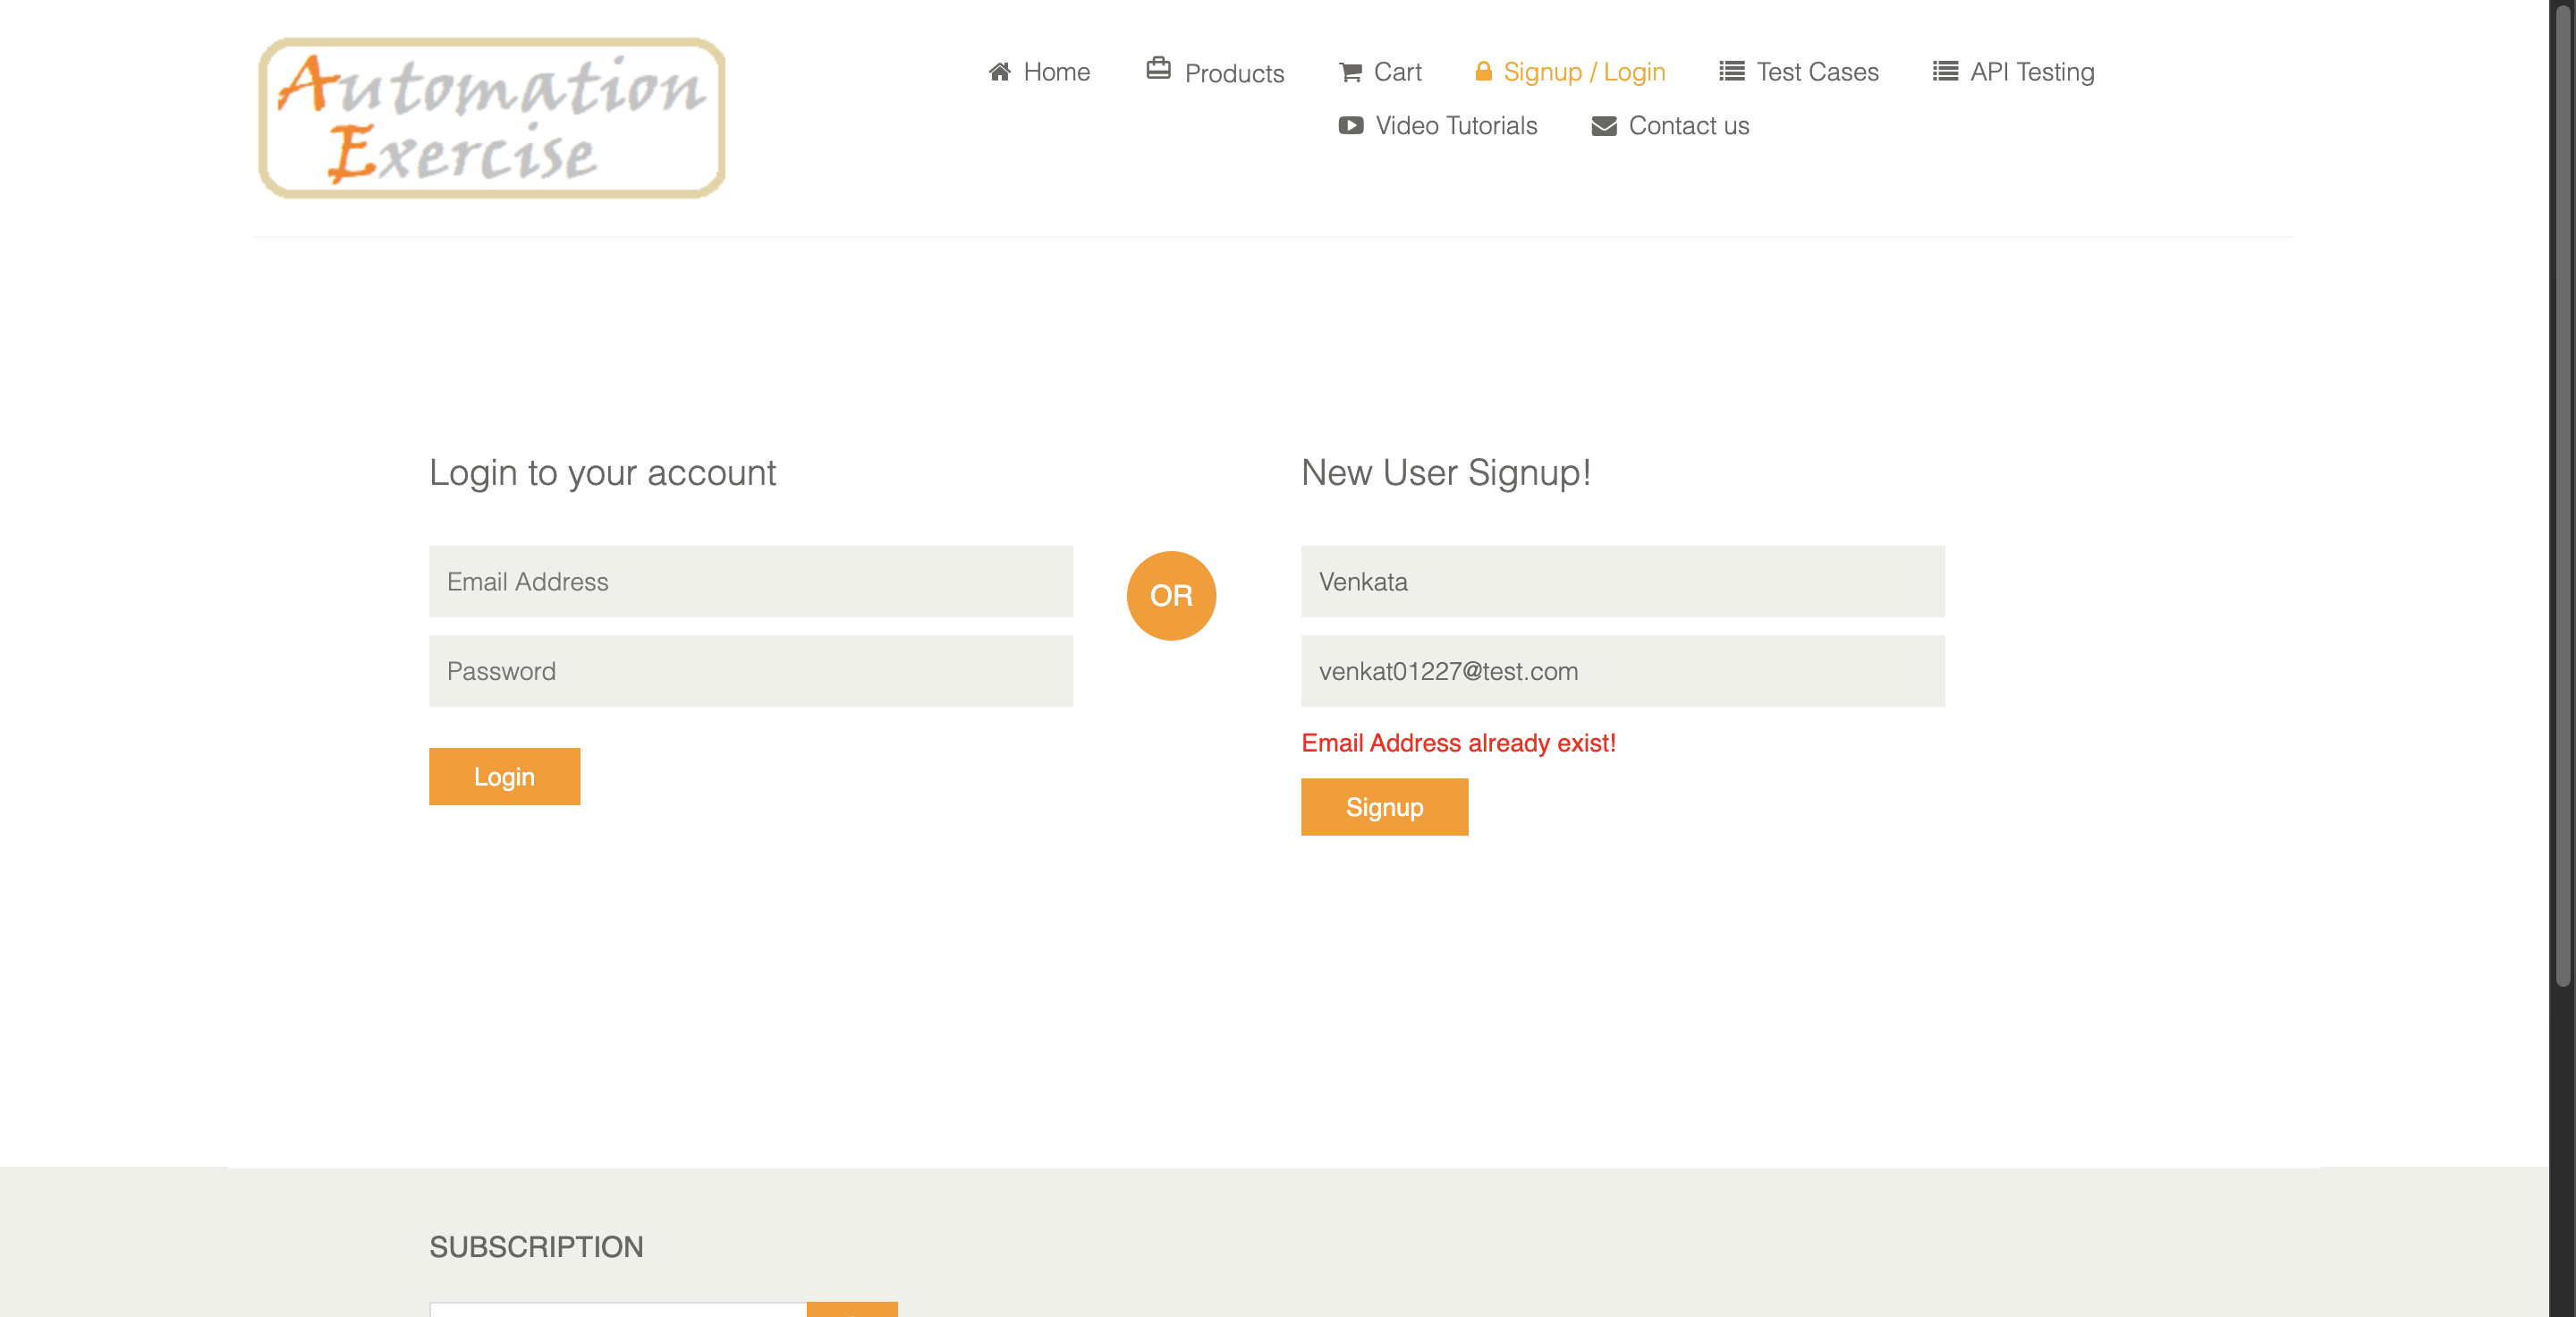 Automation
Exercise
Home Products Cart Signup / Login Test Cases API Testing
Video Tutorials Contact us
Login to your account
Email Address
Password
Login
OR
New User Signup!
Venkata
venkat01227@test.com
Email Address already exist!
Signup
SUBSCRIPTION